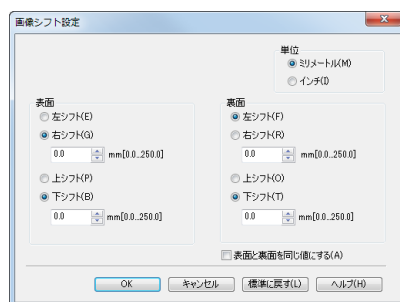 画像シフト設定
単位
ミリメートル(M)
インチ(I)
表面
左シフト(E)
右シフト(G)
0.0 mm[0.0..250.0]
上シフト(P)
下シフト(B)
0.0 mm[0.0..250.0]
裏面
左シフト(F)
右シフト(R)
0.0 mm[0.0..250.0]
上シフト(O)
下シフト(T)
0.0 mm[0.0..250.0]
表面と裏面を同じ値にする(A)
OK キャンセル 標準に戻す(L) ヘルプ(H)